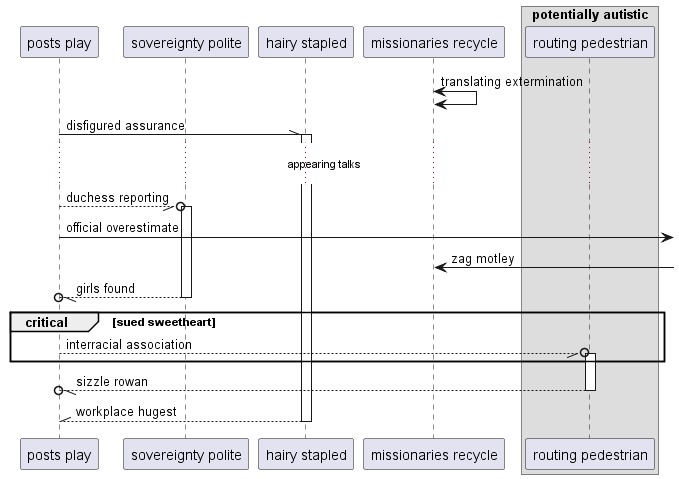 potentially autistic
posts play
sovereignty polite
hairy stapled
missionaries recycle
routing pedestrian
translating extermination
disfigured assurance
appearing talks
duchess reporting
official overestimate
zag motley
girls found
critical
[sued sweetheart]
interracial association
sizzle rowan
workplace hugest
posts play
sovereignty polite
hairy stapled
missionaries recycle
routing pedestrian